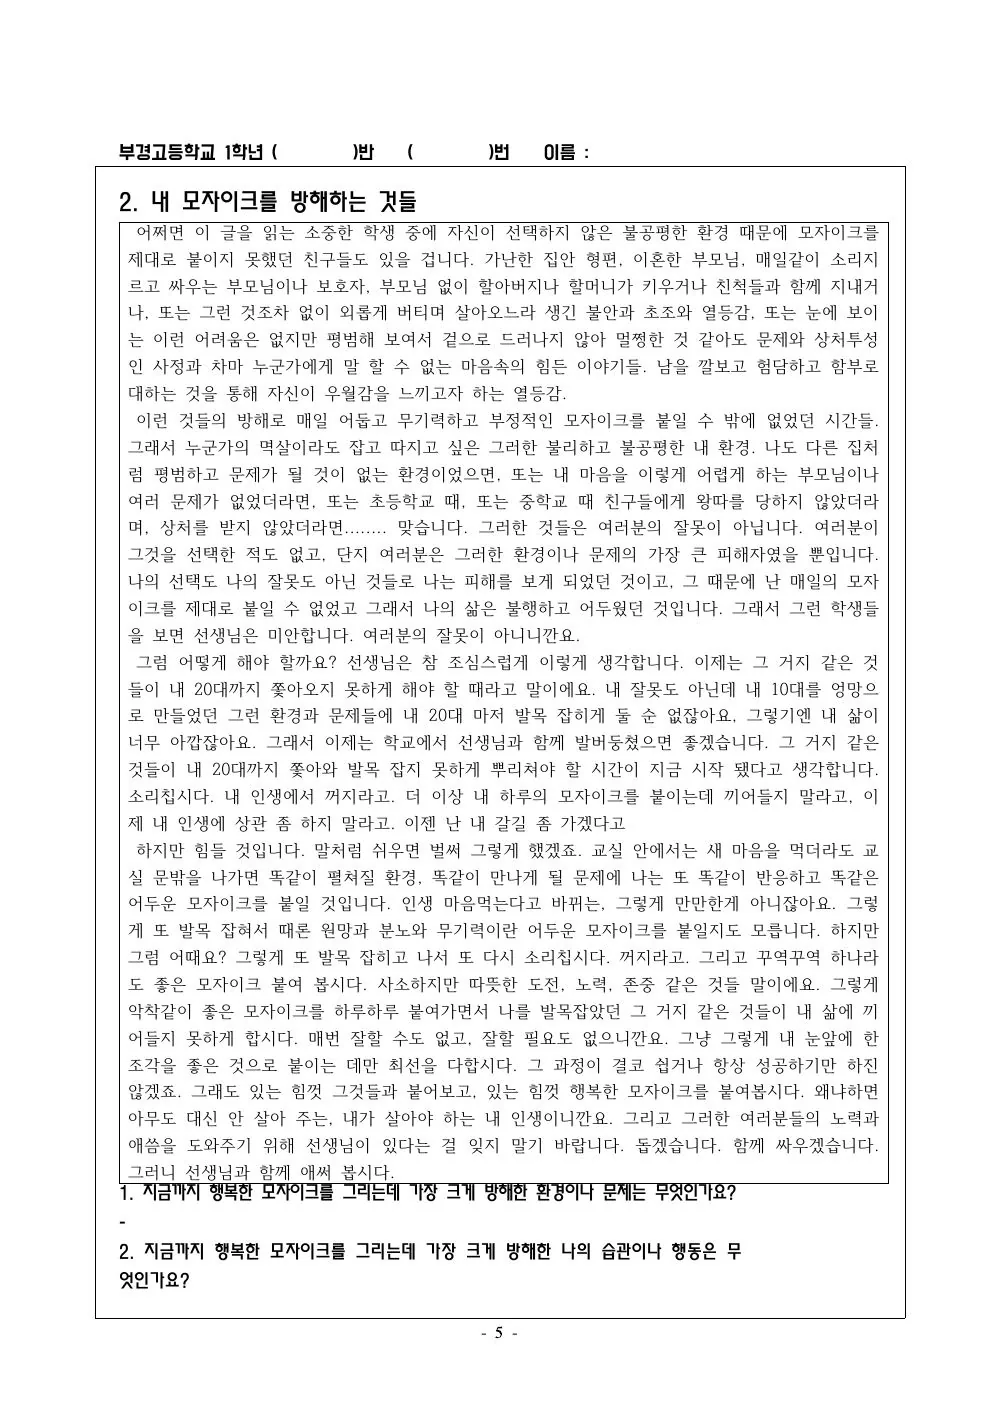 부경고등학교 1학년 ( )반 ( )번 이름 :
2. 내 모자이크를 방해하는 것들
어쩌면 이 글을 읽는 소중한 학생 중에 자신이 선택하지 않은 불공평한 환경 때문에 모자이크를
제대로 붙이지 못했던 친구들도 있을 겁니다. 가난한 집안 형편, 이혼한 부모님, 매일같이 소리지
르고 싸우는 부모님이나 보호자, 부모님 없이 할아버지나 할머니가 키우거나 친척들과 함께 지내거
나, 또는 그런 것조차 없이 외롭게 버티며 살아오느라 생긴 불안과 초조와 열등감, 또는 눈에 보이
는 이런 어려움은 없지만 평범해 보여서 겉으로 드러나지 않아 멀쩡한 것 같아도 문제와 상처투성
인 사정과 차마 누군가에게 말 할 수 없는 마음속의 힘든 이야기들. 남을 깔보고 험담하고 함부로
대하는 것을 통해 자신이 우월감을 느끼고자 하는 열등감.
이런 것들의 방해로 매일 어둡고 무기력하고 부정적인 모자이크를 붙일 수 밖에 없었던 시간들.
그래서 누군가의 멱살이라도 잡고 따지고 싶은 그러한 불리하고 불공평한 내 환경. 나도 다른 집처
럼 평범하고 문제가 될 것이 없는 환경이었으면, 또는 내 마음을 이렇게 어렵게 하는 부모님이나
여러 문제가 없었더라면, 또는 초등학교 때, 또는 중학교 때 친구들에게 왕따를 당하지 않았더라
며, 상처를 받지 않았더라면........ 맞습니다. 그러한 것들은 여러분의 잘못이 아닙니다. 여러분이
그것을 선택한 적도 없고, 단지 여러분은 그러한 환경이나 문제의 가장 큰 피해자였을 뿐입니다.
나의 선택도 나의 잘못도 아닌 것들로 나는 피해를 보게 되었던 것이고, 그 때문에 난 매일의 모자
이크를 제대로 붙일 수 없었고 그래서 나의 삶은 불행하고 어두웠던 것입니다. 그래서 그런 학생들
을 보면 선생님은 미안합니다. 여러분의 잘못이 아니니깐요.
그럼 어떻게 해야 할까요? 선생님은 참 조심스럽게 이렇게 생각합니다. 이제는 그 거지 같은 것
들이 내 20대까지 쫓아오지 못하게 해야 할 때라고 말이에요. 내 잘못도 아닌데 내 10대를 엉망으
로 만들었던 그런 환경과 문제들에 내 20대 마저 발목 잡히게 둘 순 없잖아요, 그렇기엔 내 삶이
너무 아깝잖아요. 그래서 이제는 학교에서 선생님과 함께 발버둥쳤으면 좋겠습니다. 그 거지 같은
것들이 내 20대까지 쫓아와 발목 잡지 못하게 뿌리쳐야 할 시간이 지금 시작 됐다고 생각합니다.
소리칩시다. 내 인생에서 꺼지라고. 더 이상 내 하루의 모자이크를 붙이는데 끼어들지 말라고, 이
제 내 인생에 상관 좀 하지 말라고. 이젠 난 내 갈길 좀 가겠다고
하지만 힘들 것입니다. 말처럼 쉬우면 벌써 그렇게 했겠죠. 교실 안에서는 새 마음을 먹더라도 교
실 문밖을 나가면 똑같이 펼쳐질 환경, 똑같이 만나게 될 문제에 나는 또 똑같이 반응하고 똑같은
어두운 모자이크를 붙일 것입니다. 인생 마음먹는다고 바뀌는, 그렇게 만만한게 아니잖아요. 그렇
게 또 발목 잡혀서 때론 원망과 분노와 무기력이란 어두운 모자이크를 붙일지도 모릅니다. 하지만
그럼 어때요? 그렇게 또 발목 잡히고 나서 또 다시 소리칩시다. 꺼지라고. 그리고 꾸역꾸역 하나라
도 좋은 모자이크 붙여 봅시다. 사소하지만 따뜻한 도전, 노력, 존중 같은 것들 말이에요. 그렇게
악착같이 좋은 모자이크를 하루하루 붙여가면서 나를 발목잡았던 그 거지 같은 것들이 내 삶에 끼
어들지 못하게 합시다. 매번 잘할 수도 없고, 잘할 필요도 없으니깐요. 그냥 그렇게 내 눈앞에 한
조각을 좋은 것으로 붙이는 데만 최선을 다합시다. 그 과정이 결코 쉽거나 항상 성공하기만 하진
않겠죠. 그래도 있는 힘껏 그것들과 붙어보고, 있는 힘껏 행복한 모자이크를 붙여봅시다. 왜냐하면
아무도 대신 안 살아 주는, 내가 살아야 하는 내 인생이니깐요. 그리고 그러한 여러분들의 노력과
애씀을 도와주기 위해 선생님이 있다는 걸 잊지 말기 바랍니다. 돕겠습니다. 함께 싸우겠습니다.
그러니 선생님과 함께 애써 봅시다.
1. 지금까지 행복한 모자이크를 그리는데 가장 크게 방해한 환경이나 문제는 무엇인가요?
-
2. 지금까지 행복한 모자이크를 그리는데 가장 크게 방해한 나의 습관이나 행동은 무
엇인가요?
- 5 -